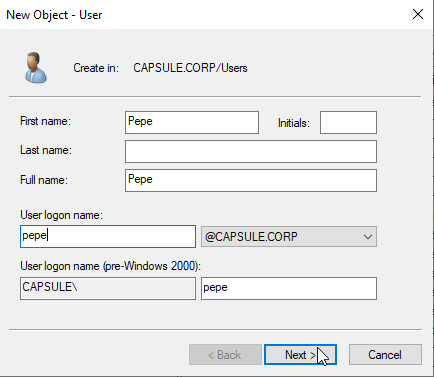 New Object - User
Create in: CAPSULE.CORP/Users
First name: Pepe Initials:
Last name:
Full name: Pepe
User logon name:
pepe @CAPSULE.CORP
User logon name (pre-Windows 2000):
CAPSULE\ pepe
< Back Next > Cancel